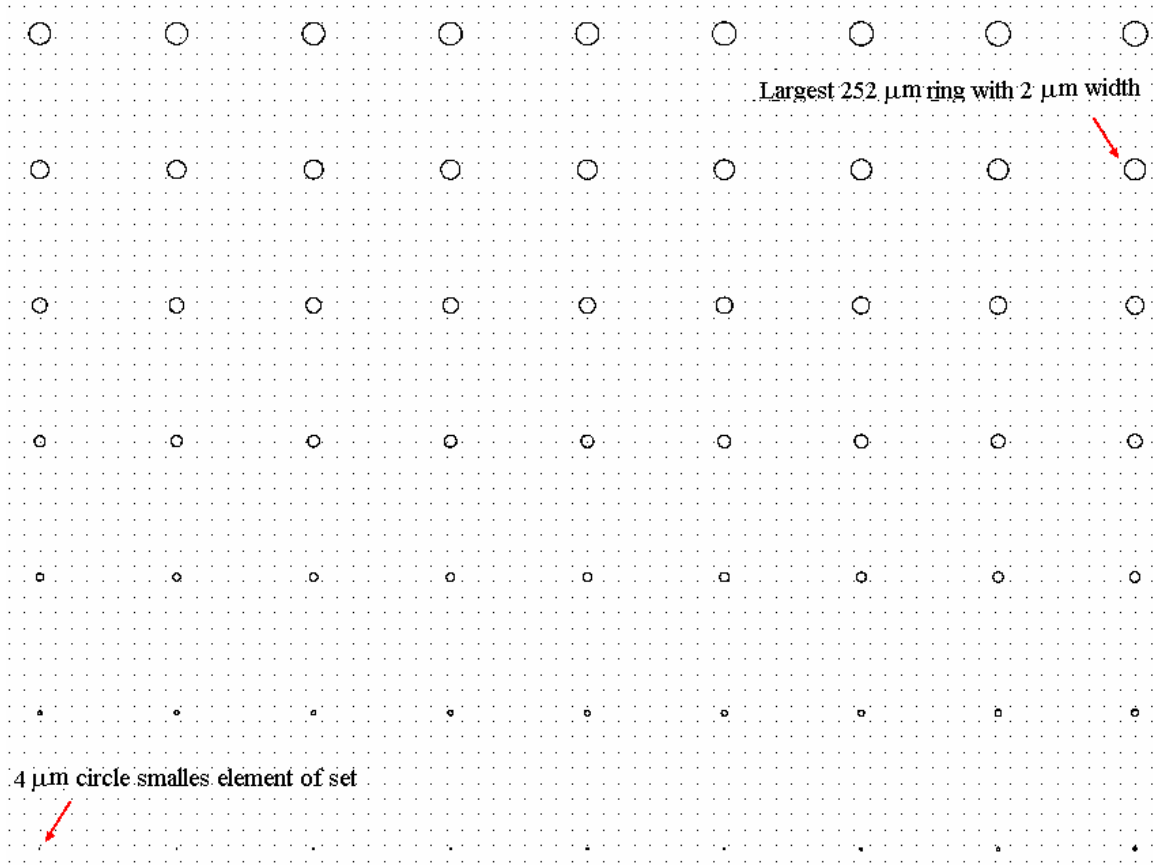 Largest 252 μm ring with 2 μm width
4 μm circle smalles element of set